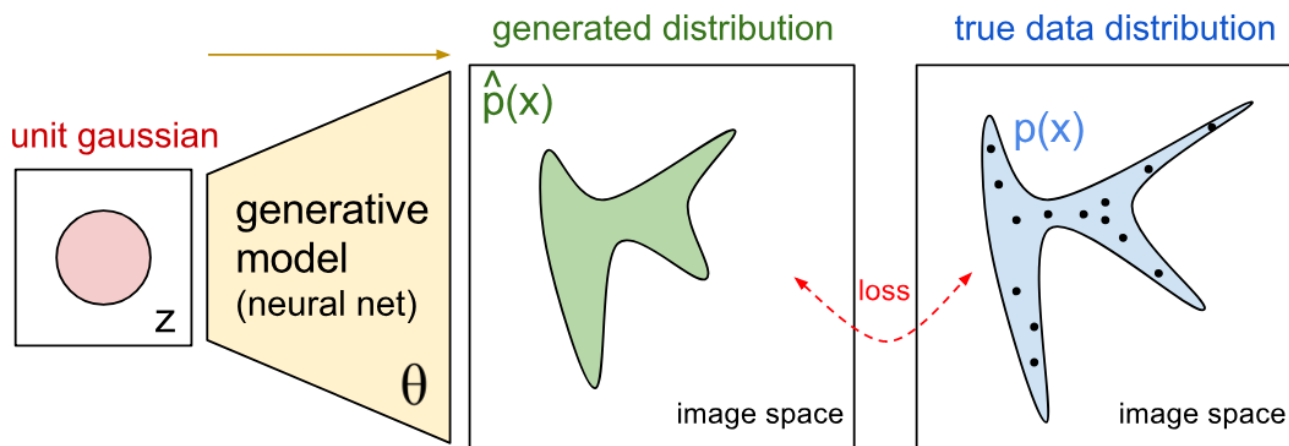 unit gaussian
z
generative
model
(neural net)
θ
generated distribution
p̂(x)
image space
loss
true data distribution
p(x)
image space